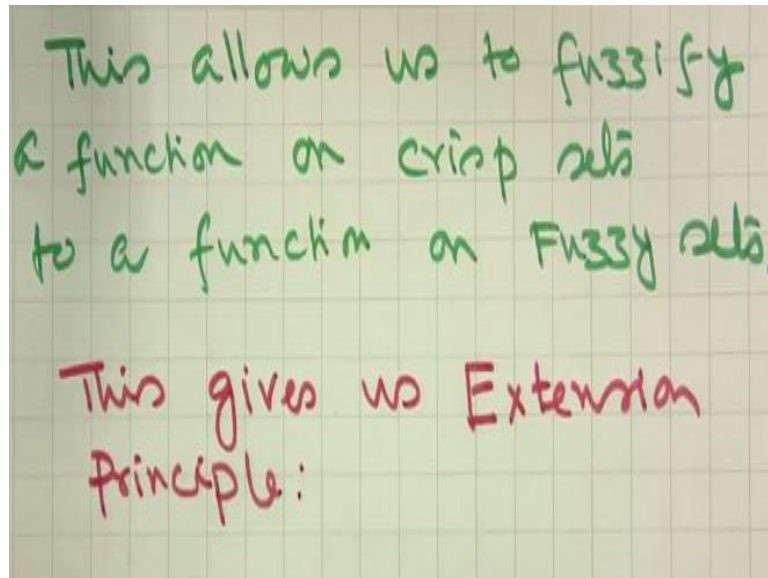 This allows us to fuzzify
a function on crisp sets
to a function on Fuzzy sets.
This gives us Extension
Principle: